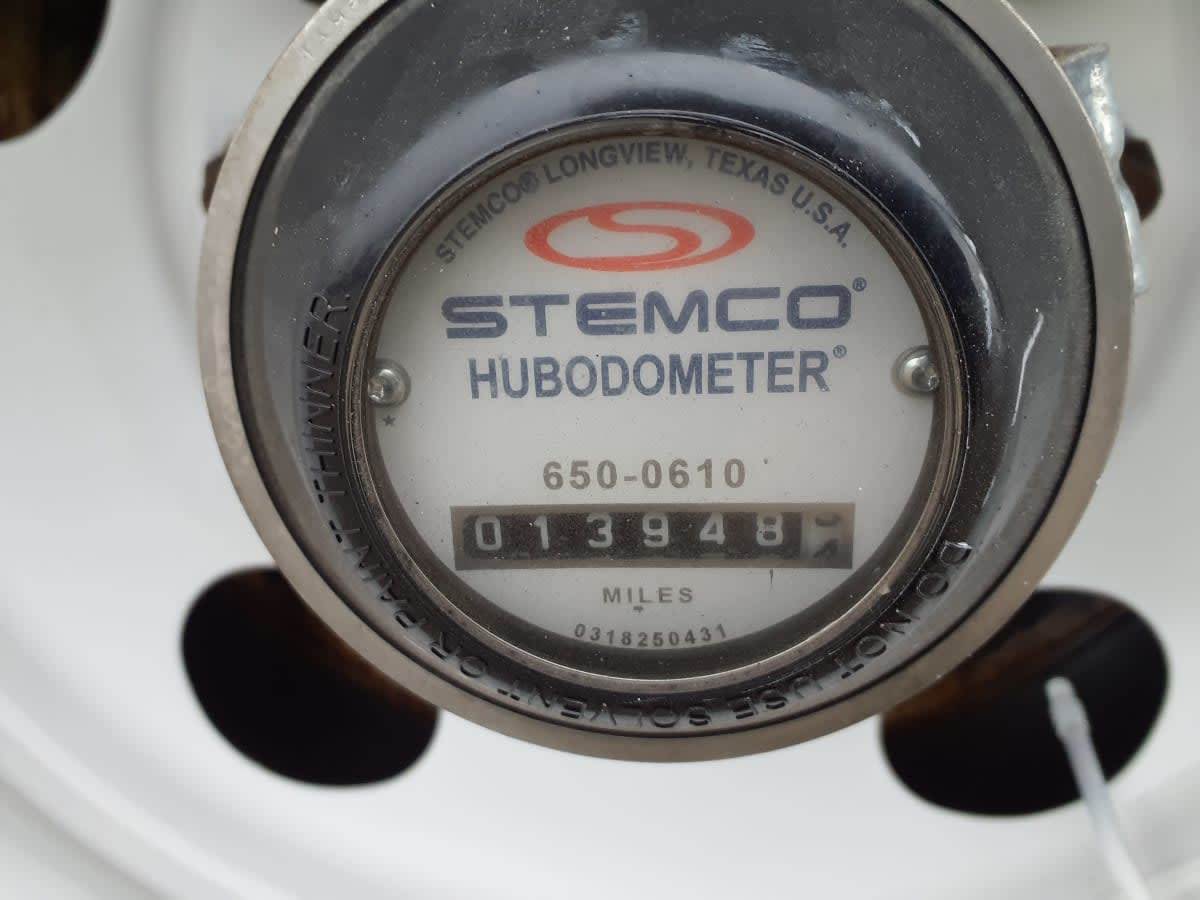 STEMCO® LONGVIEW, TEXAS U.S.A.
STEMCO®
HUBODOMETER®
650-0610
013948
MILES
0318250431
DO NOT USE SOLVENT OR PAINT THINNER